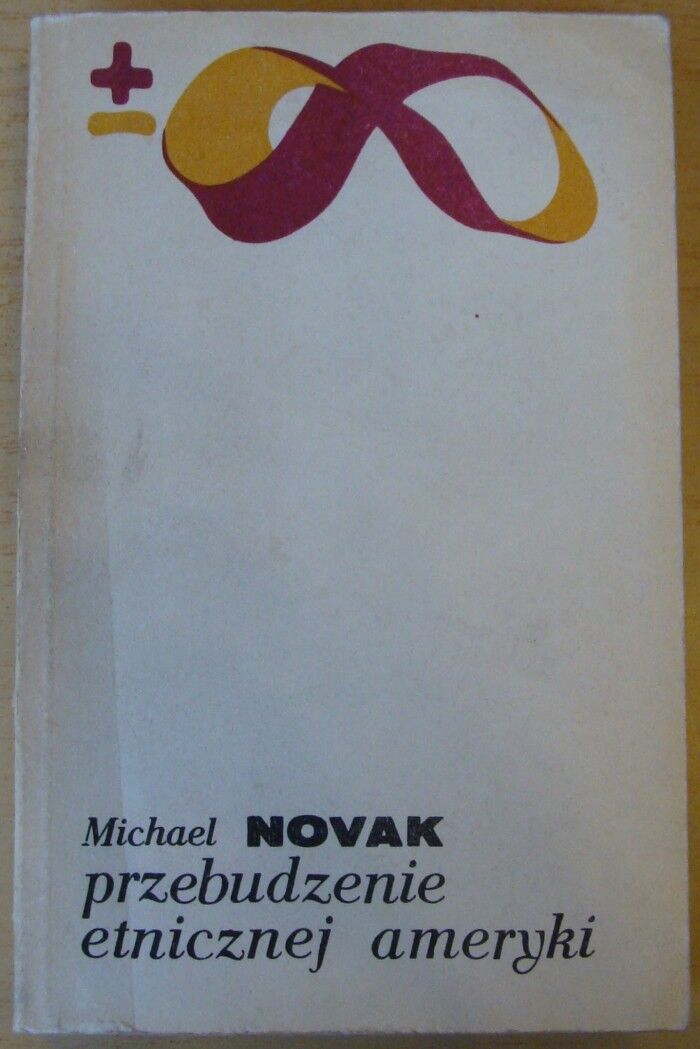 Michael NOVAK
przebudzenie
etnicznej ameryki